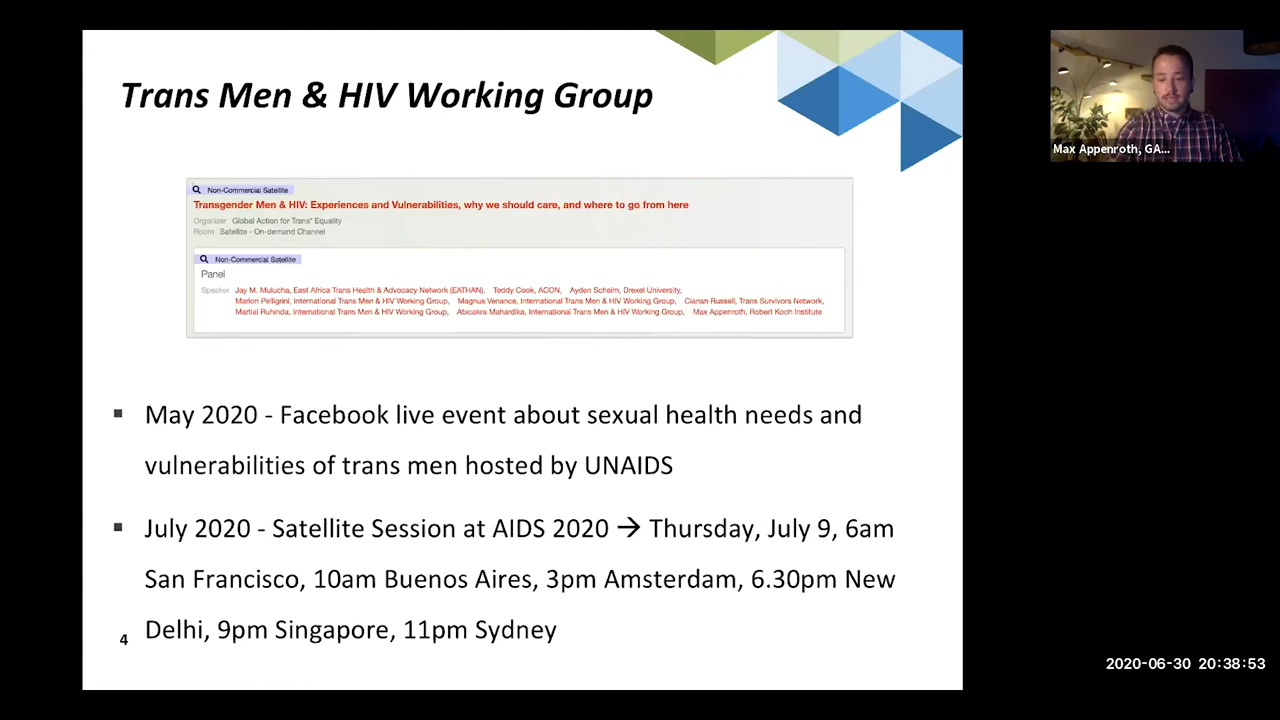 Trans Men & HIV Working Group
Non-Commercial Satellite
Transgender Men & HIV: Experiences and Vulnerabilities, why we should care, and where to go from here
Organizer Global Action for Trans* Equality
Room Satellite - On-demand Channel
Non-Commercial Satellite
Panel
Speaker Jay M. Mulucha, East Africa Trans Health & Advocacy Network (EATHAN), Teddy Cook, ACON, Ayden Scheim, Drexel University,
Marlon Pelligrini, International Trans Men & HIV Working Group, Magnus Venance, International Trans Men & HIV Working Group, Cianan Russell, Trans Survivors Network,
Martial Ruhinda, International Trans Men & HIV Working Group, Abicakra Mahardika, International Trans Men & HIV Working Group, Max Appenroth, Robert Koch Institute
▪ May 2020 - Facebook live event about sexual health needs and
vulnerabilities of trans men hosted by UNAIDS
▪ July 2020 - Satellite Session at AIDS 2020 → Thursday, July 9, 6am
San Francisco, 10am Buenos Aires, 3pm Amsterdam, 6.30pm New
Delhi, 9pm Singapore, 11pm Sydney
4
Max Appenroth, GA...
2020-06-30 20:38:53